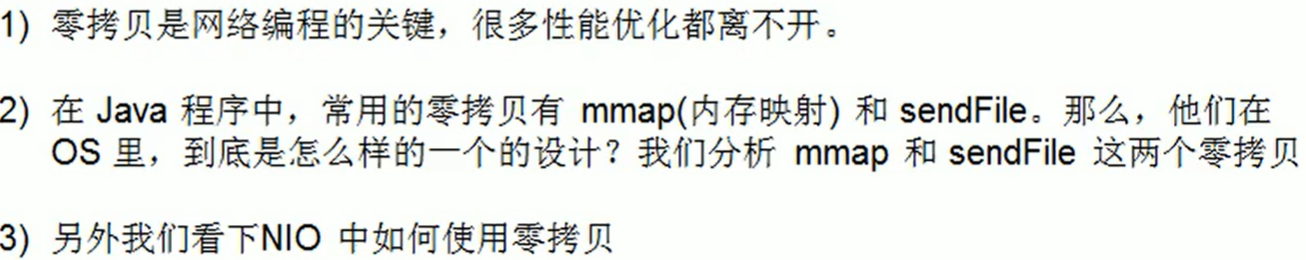 1) 零拷贝是网络编程的关键，很多性能优化都离不开。
2) 在 Java 程序中，常用的零拷贝有 mmap(内存映射) 和 sendFile。那么，他们在
OS 里，到底是怎么样的一个的设计？我们分析 mmap 和 sendFile 这两个零拷贝
3) 另外我们看下NIO 中如何使用零拷贝